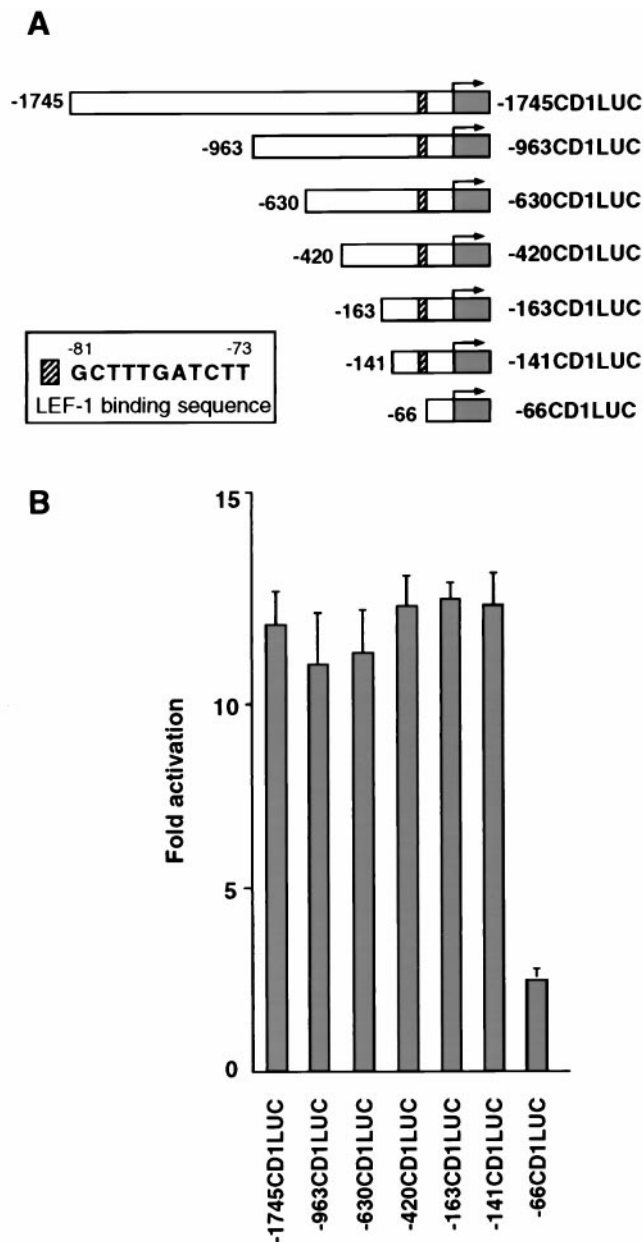 A
-1745 -1745CD1LUC
-963 -963CD1LUC
-630 -630CD1LUC
-420 -420CD1LUC
-163 -163CD1LUC
-141 -141CD1LUC
-66 -66CD1LUC
-81 -73
GCTTTGATCTT
LEF-1 binding sequence
B
Fold activation
15
10
5
0
-1745CD1LUC
-963CD1LUC
-630CD1LUC
-420CD1LUC
-163CD1LUC
-141CD1LUC
-66CD1LUC